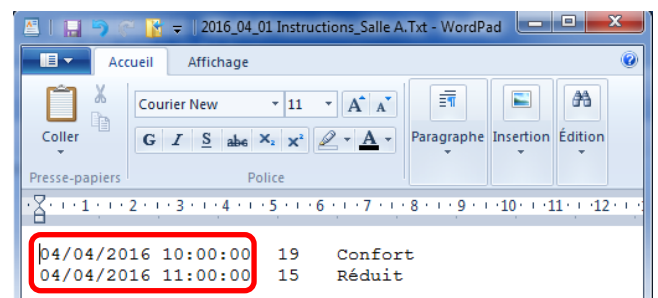 2016_04_01 Instructions_Salle A.Txt - WordPad
Accueil Affichage
Coller
Presse-papiers
Courier New 11 A A
G I S abe X₂ X² A
Police
Paragraphe
Insertion
Édition
1 2 3 4 5 6 7 8 9 10 11 12
04/04/2016 10:00:00 19 Confort
04/04/2016 11:00:00 15 Réduit